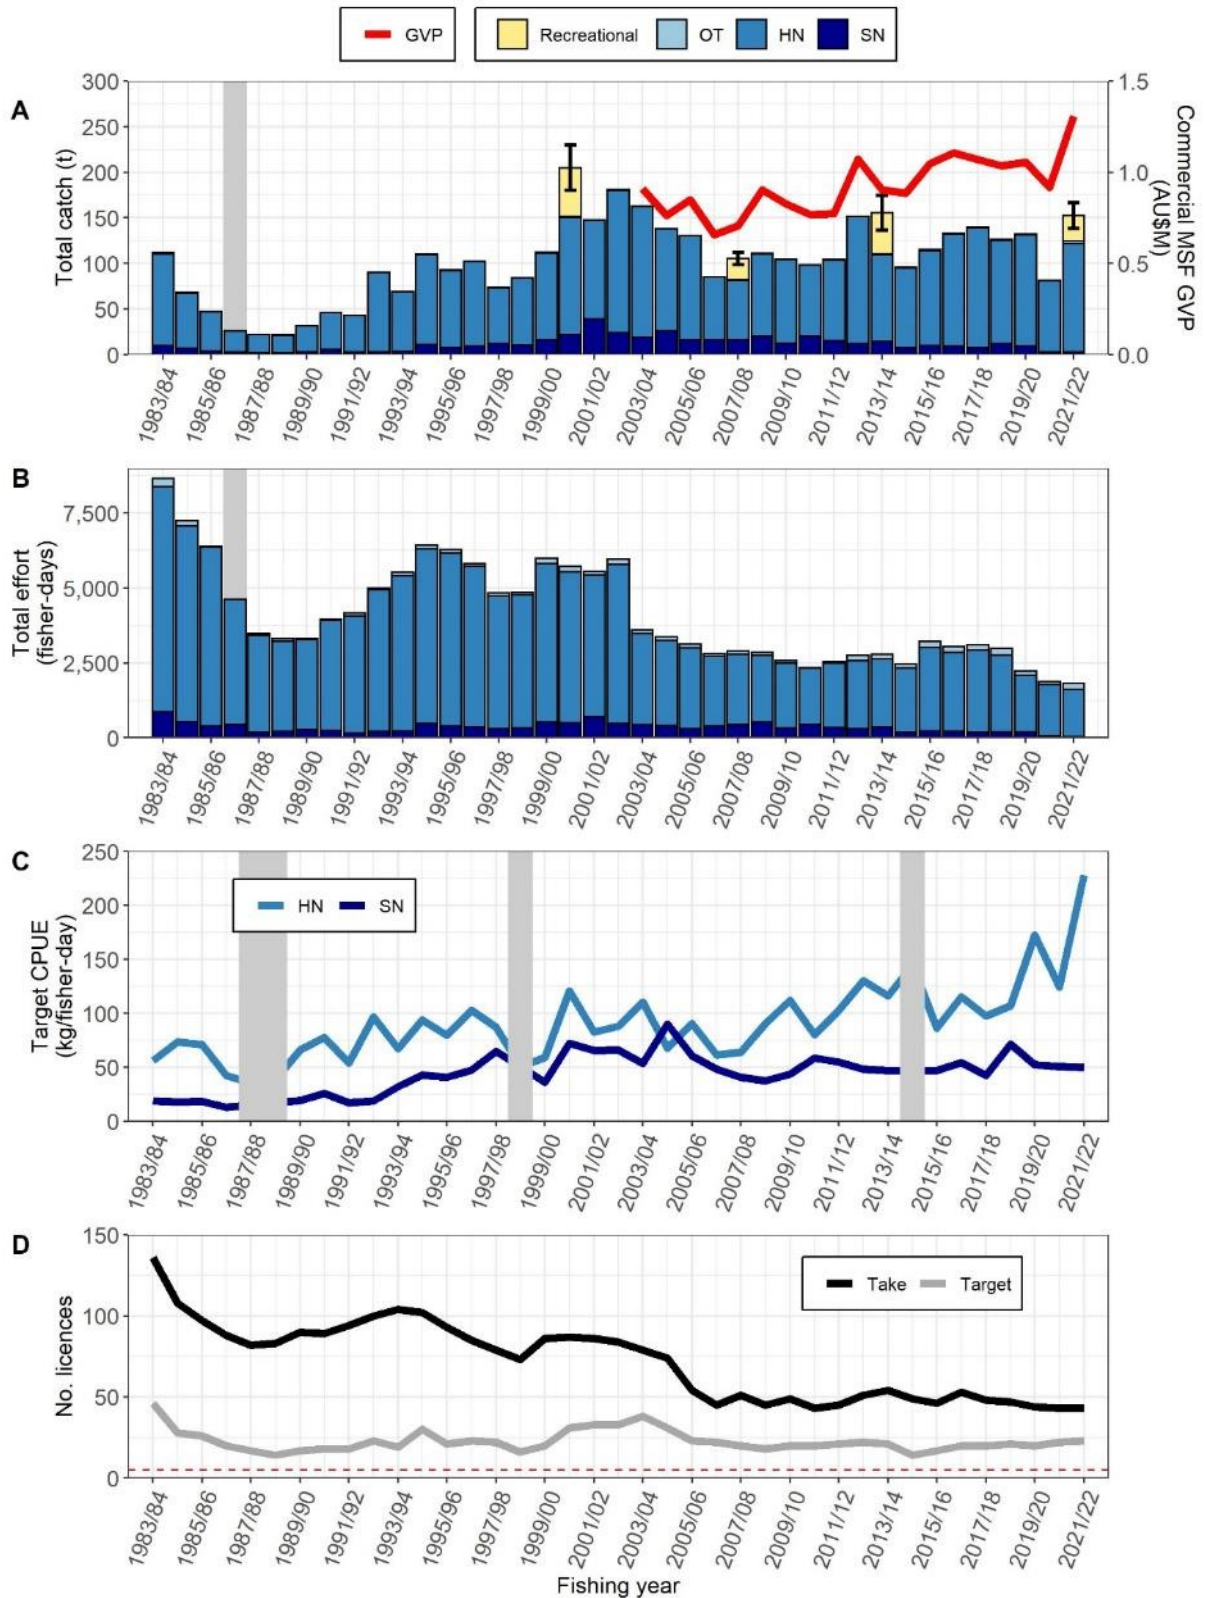 GVP
Recreational OT HN SN
A
Total catch (t)
300
250
200
150
100
50
0
1.5
1.0
0.5
0.0
Commercial MSF GVP
(AU$M)
1983/84 1985/86 1987/88 1989/90 1991/92 1993/94 1995/96 1997/98 1999/00 2001/02 2003/04 2005/06 2007/08 2009/10 2011/12 2013/14 2015/16 2017/18 2019/20 2021/22
B
Total effort
(fisher-days)
7,500
5,000
2,500
0
1983/84 1985/86 1987/88 1989/90 1991/92 1993/94 1995/96 1997/98 1999/00 2001/02 2003/04 2005/06 2007/08 2009/10 2011/12 2013/14 2015/16 2017/18 2019/20 2021/22
C
Target CPUE
(kg/fisher-day)
250
200
150
100
50
0
HN SN
1983/84 1985/86 1987/88 1989/90 1991/92 1993/94 1995/96 1997/98 1999/00 2001/02 2003/04 2005/06 2007/08 2009/10 2011/12 2013/14 2015/16 2017/18 2019/20 2021/22
D
No. licences
150
100
50
0
Take Target
1983/84 1985/86 1987/88 1989/90 1991/92 1993/94 1995/96 1997/98 1999/00 2001/02 2003/04 2005/06 2007/08 2009/10 2011/12 2013/14 2015/16 2017/18 2019/20 2021/22
Fishing year